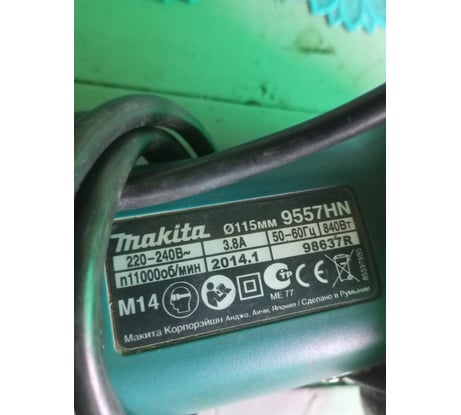 makita Ø115мм 9557HN
220-240В~ 3.8A 50-60Гц 840Вт
n11000об/мин 2014.1 98637R
M14 ME 77
Макита Корпорэйшн Анджо, Аичи, Япония / Сделано в Румынии